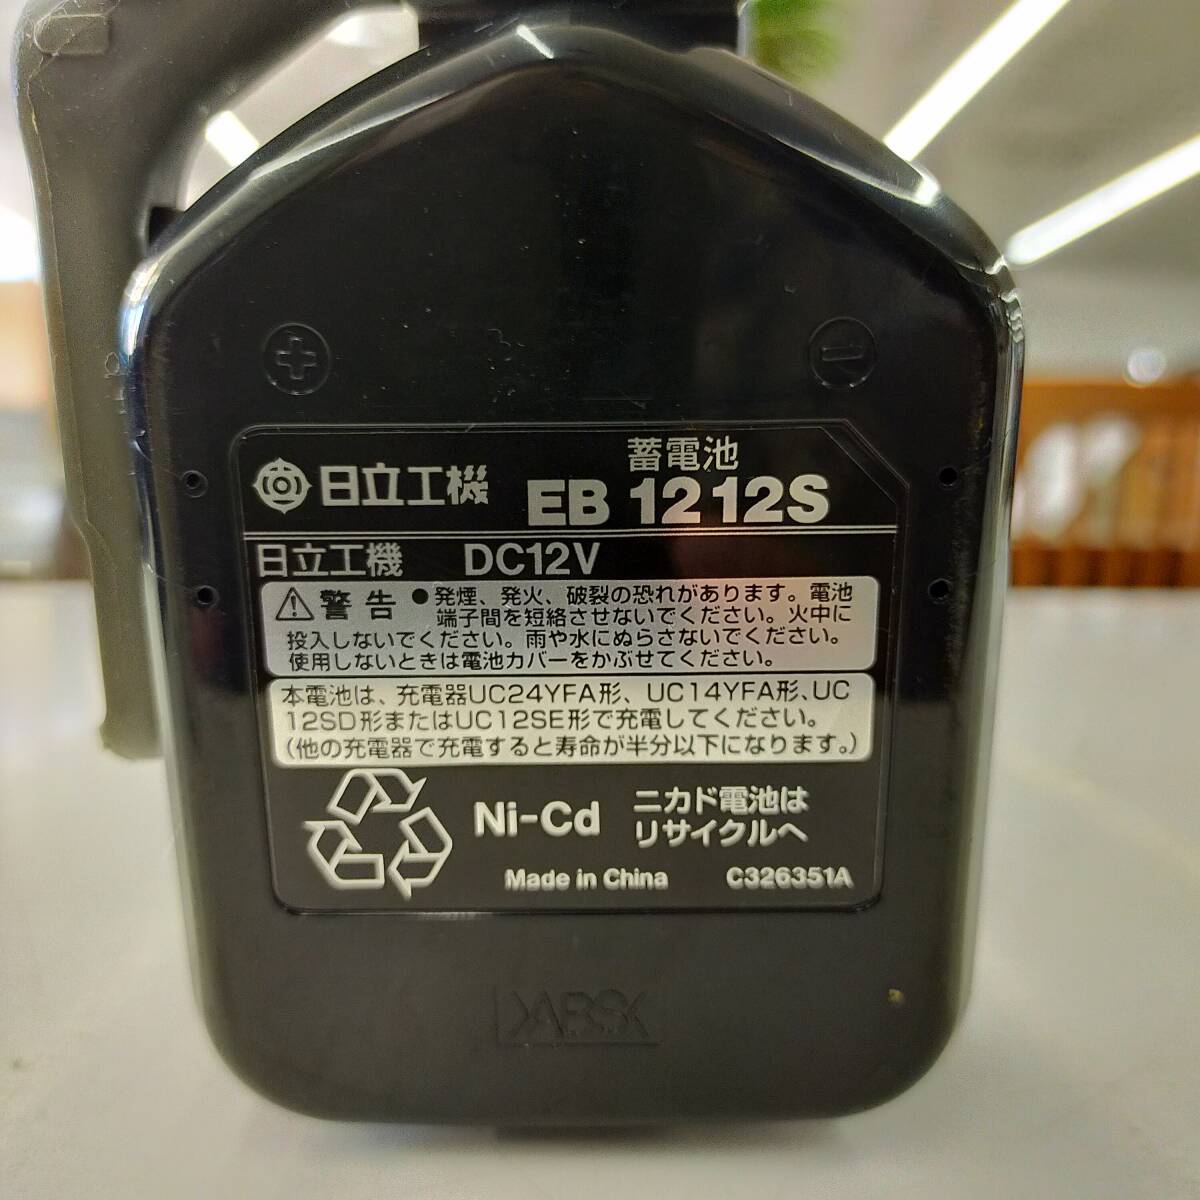 日立工機
蓄電池
EB 1212S
日立工機 DC12V
警告 ●発煙、発火、破裂の恐れがあります。電池
端子間を短絡させないでください。火中に
投入しないでください。雨や水にぬらさないでください。
使用しないときは電池カバーをかぶせてください。
本電池は、充電器UC24YFA形、UC14YFA形、UC
12SD形またはUC12SE形で充電してください。
(他の充電器で充電すると寿命が半分以下になります。)
Ni-Cd
ニカド電池は
リサイクルへ
Made in China C326351A
>ABS<